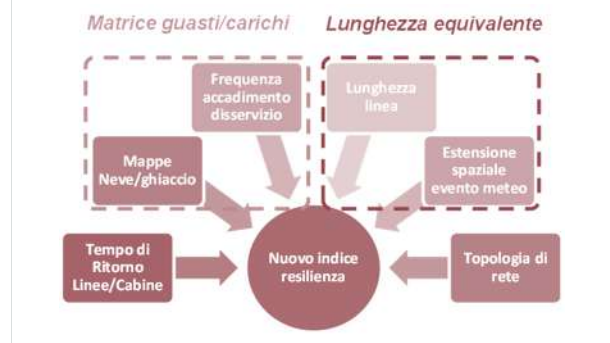 Matrice guasti/carichi
Lunghezza equivalente
Frequenza
accadimento
disservizio
Lunghezza
linea
Mappe
Neve/ghiaccio
Estensione
spaziale
evento meteo
Tempo di
Ritorno
Linee/Cabine
Nuovo indice
resilienza
Topologia di
rete